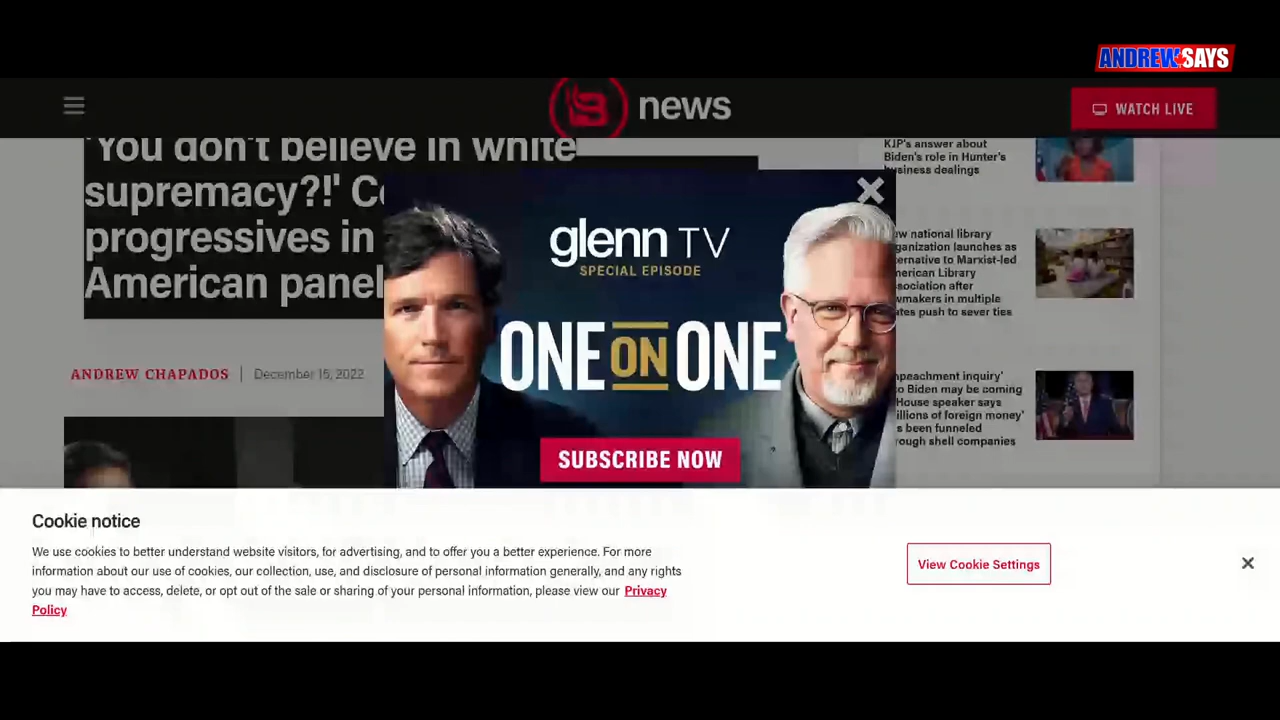 ANDREW SAYS
news
WATCH LIVE
'You don't believe in white
supremacy?!'
progressives in
American panel
ANDREW CHAPADOS | December 15, 2022
glenn TV
SPECIAL EPISODE
ONE ON ONE
SUBSCRIBE NOW
KJP's answer about
Biden's role in Hunter's
business dealings
national library
organization launches as
alternative to Marxist-led
American Library
Association after
lawmakers in multiple
states push to sever ties
impeachment inquiry'
Biden may be coming
House speaker says
'millions of foreign money'
been funneled
through shell companies
Cookie notice
We use cookies to better understand website visitors, for advertising, and to offer you a better experience. For more
information about our use of cookies, our collection, use, and disclosure of personal information generally, and any rights
you may have to access, delete, or opt out of the sale or sharing of your personal information, please view our Privacy
Policy
View Cookie Settings